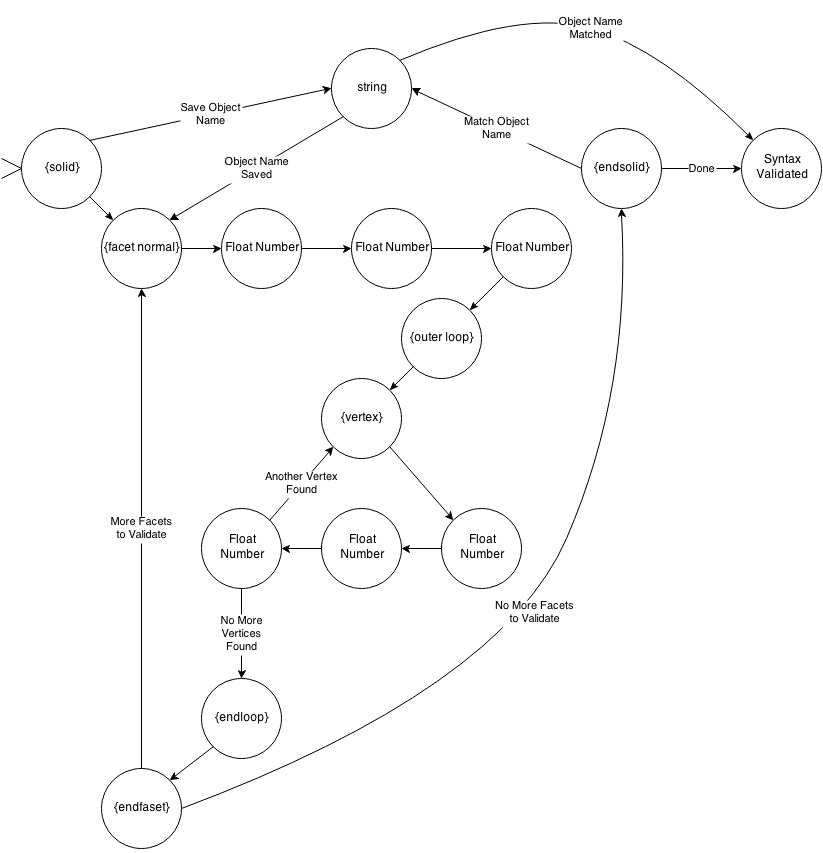 Object Name
Matched
string
Save Object
Name
Match Object
Name
{solid}
Object Name
Saved
{endsolid}
Done
Syntax
Validated
{facet normal}
Float Number
Float Number
Float Number
{outer loop}
{vertex}
Another Vertex
Found
More Facets
to Validate
Float
Number
Float
Number
Float
Number
No More Facets
to Validate
No More
Vertices
Found
{endloop}
{endfaset}